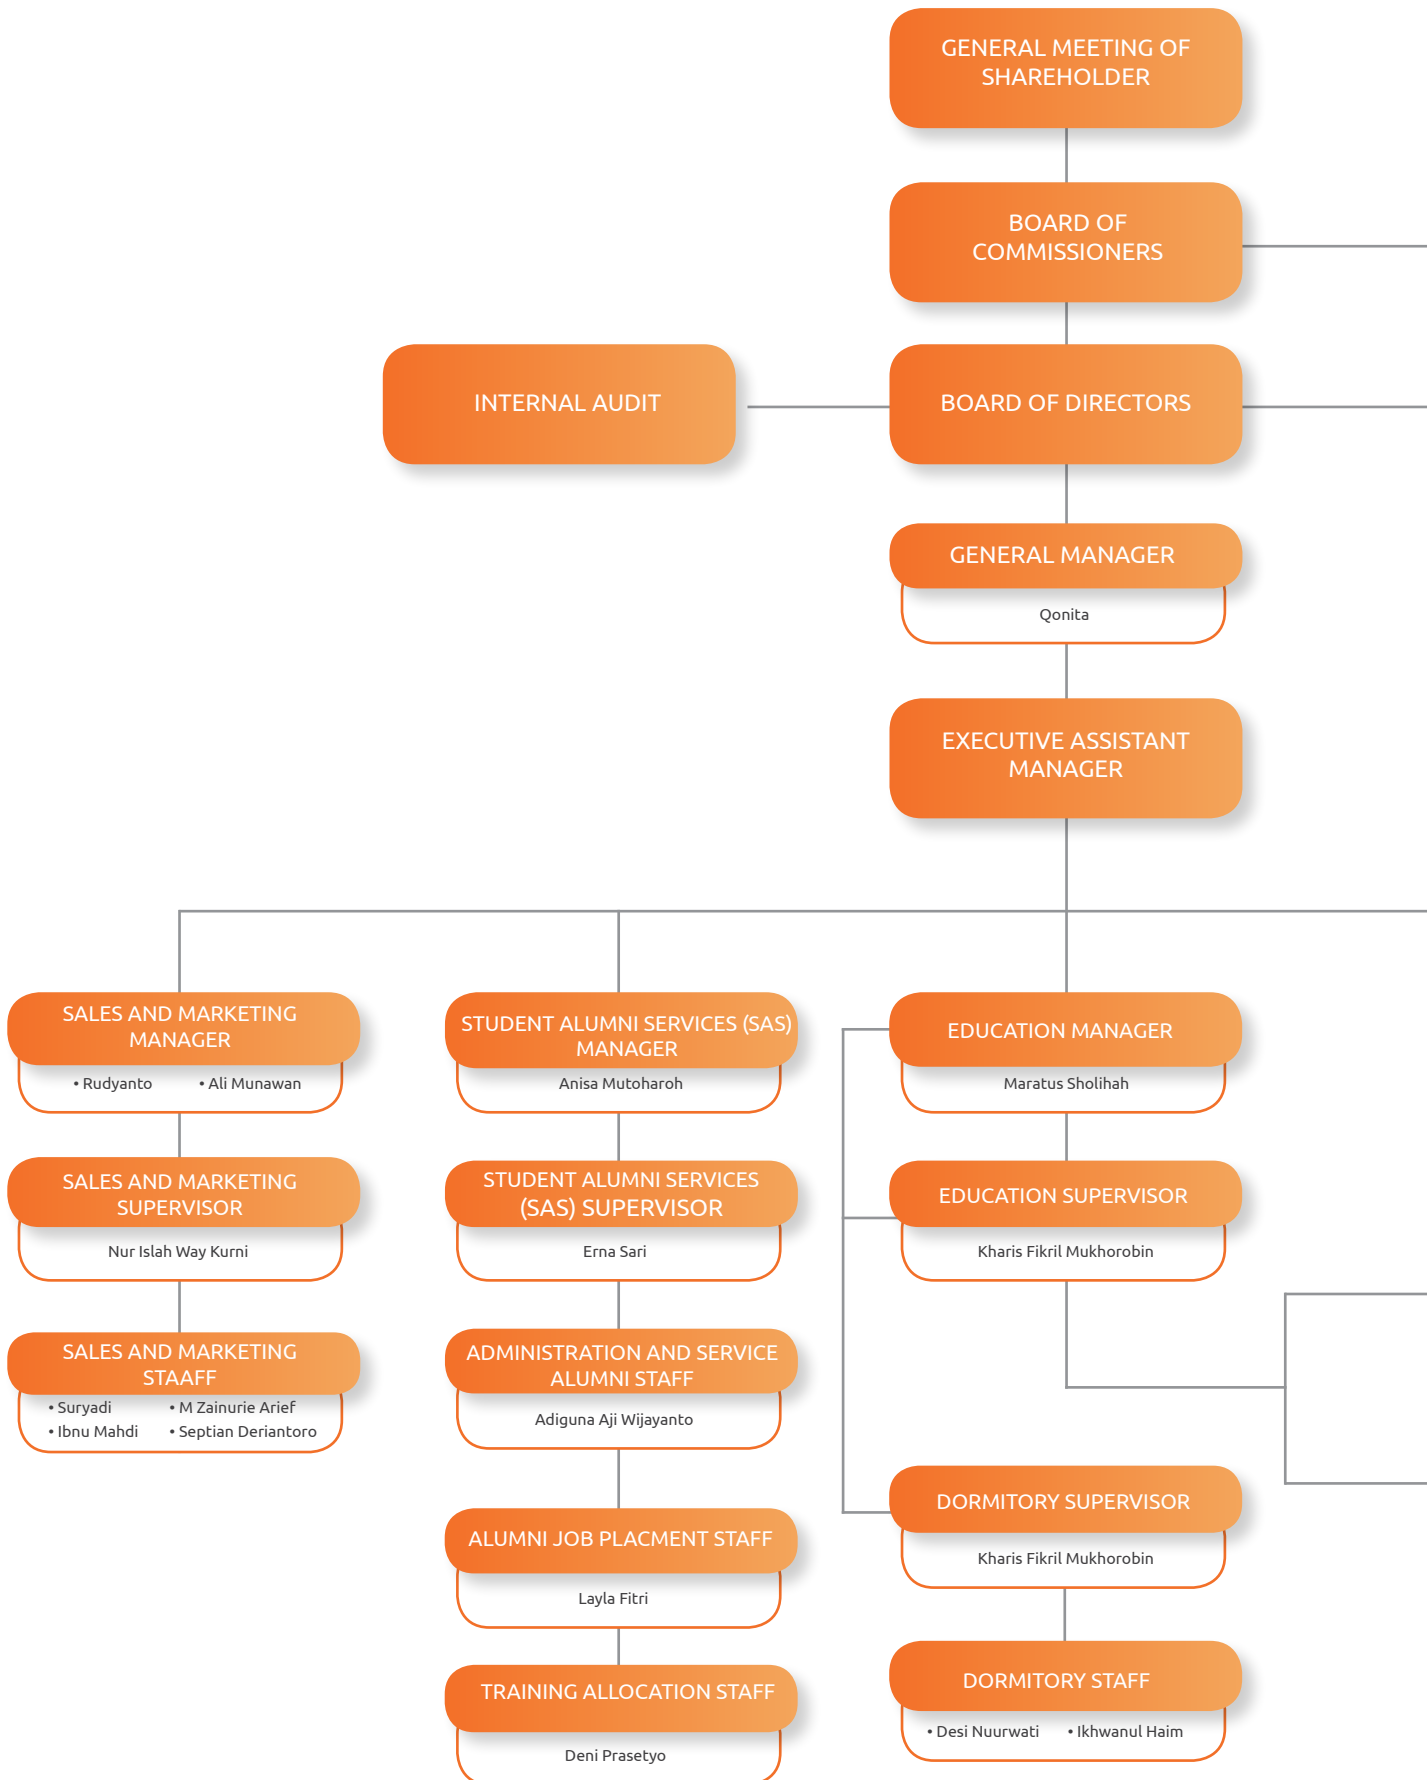 GENERAL MEETING OF
SHAREHOLDER
BOARD OF
COMMISSIONERS
INTERNAL AUDIT
BOARD OF DIRECTORS
GENERAL MANAGER
Qonita
EXECUTIVE ASSISTANT
MANAGER
SALES AND MARKETING
MANAGER
• Rudyanto • Ali Munawan
SALES AND MARKETING
SUPERVISOR
Nur Islah Way Kurni
SALES AND MARKETING
STAAFF
• Suryadi • M Zainurie Arief
• Ibnu Mahdi • Septian Deriantoro
STUDENT ALUMNI SERVICES (SAS)
MANAGER
Anisa Mutoharoh
STUDENT ALUMNI SERVICES
(SAS) SUPERVISOR
Erna Sari
ADMINISTRATION AND SERVICE
ALUMNI STAFF
Adiguna Aji Wijayanto
ALUMNI JOB PLACMENT STAFF
Layla Fitri
TRAINING ALLOCATION STAFF
Deni Prasetyo
EDUCATION MANAGER
Maratus Sholihah
EDUCATION SUPERVISOR
Kharis Fikril Mukhorobin
DORMITORY SUPERVISOR
Kharis Fikril Mukhorobin
DORMITORY STAFF
• Desi Nuurwati • Ikhwanul Haim